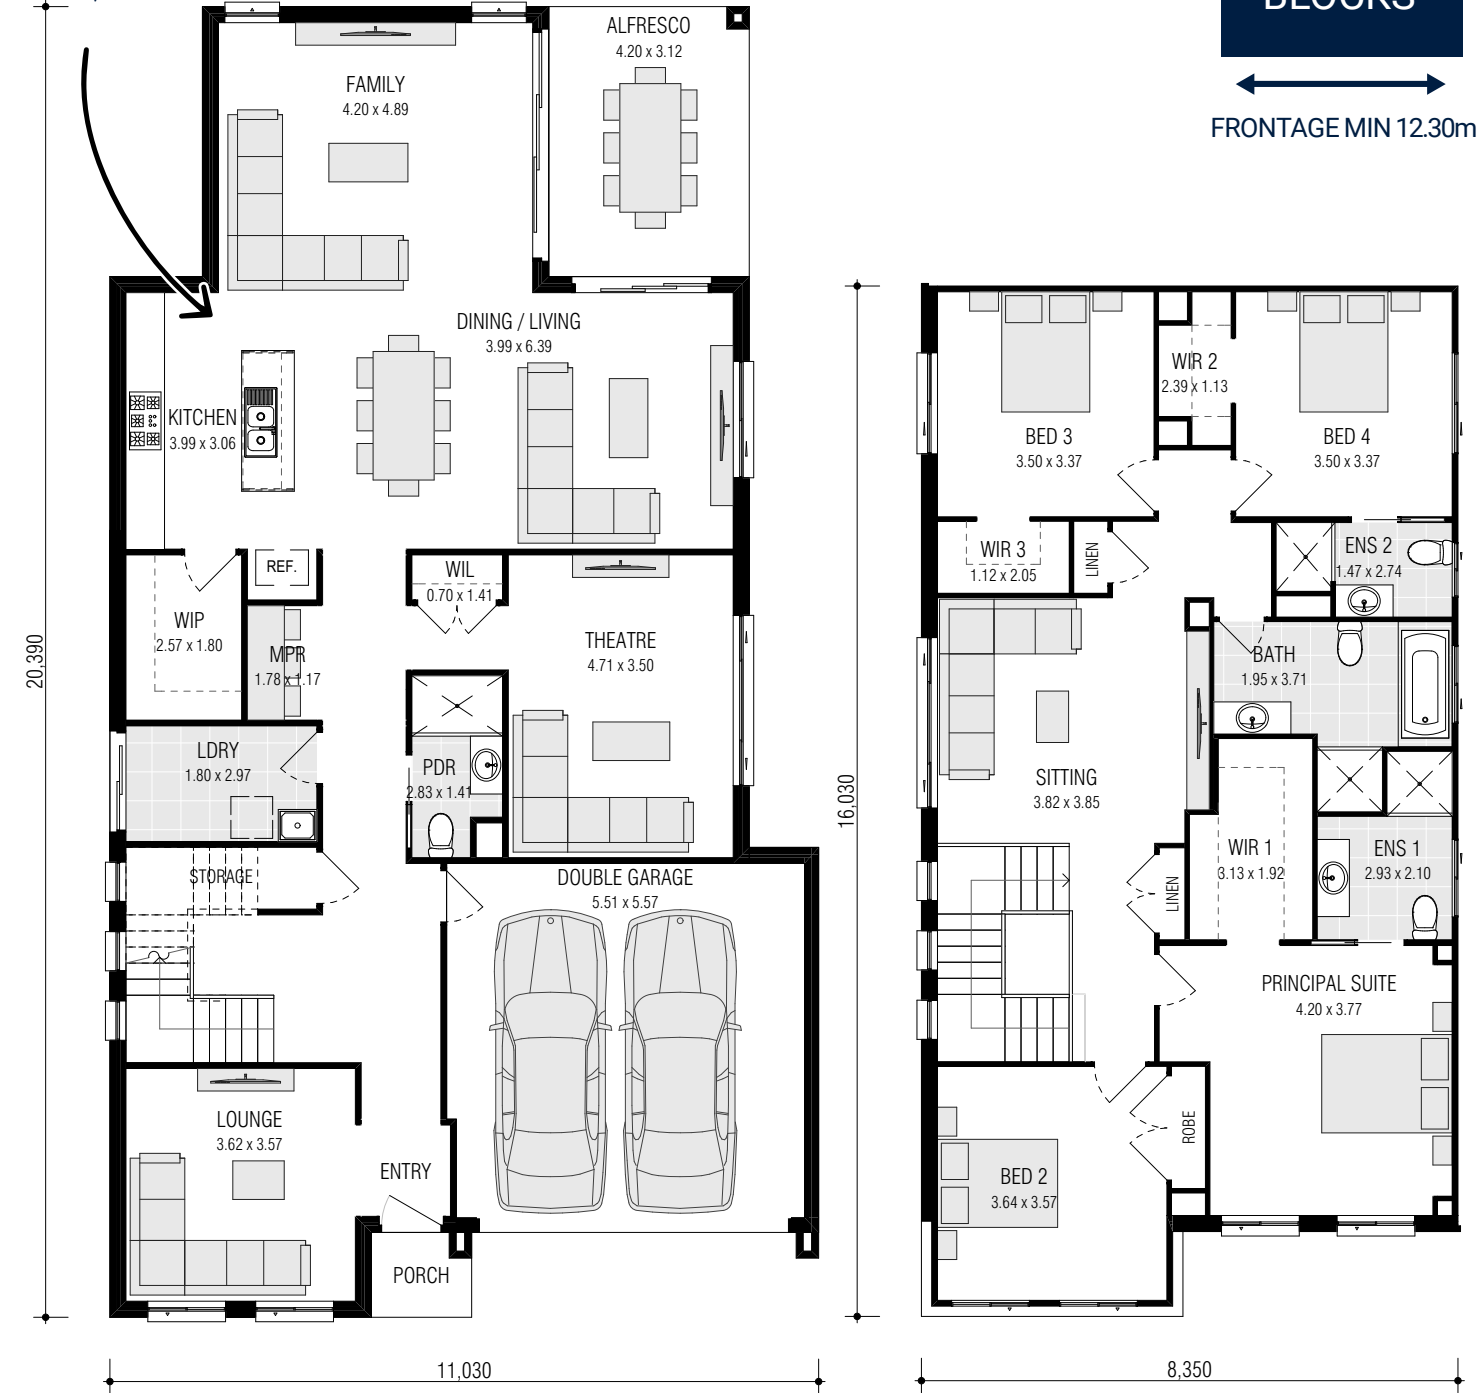 BLOCKS
FRONTAGE MIN 12.30m
ALFRESCO
4.20 x 3.12
FAMILY
4.20 x 4.89
DINING / LIVING
3.99 x 6.39
KITCHEN
3.99 x 3.06
REF.
WIL
0.70 x 1.41
WIP
2.57 x 1.80
MPR
1.78 x 1.17
THEATRE
4.71 x 3.50
LDRY
1.80 x 2.97
PDR
2.83 x 1.41
STORAGE
DOUBLE GARAGE
5.51 x 5.57
LOUNGE
3.62 x 3.57
ENTRY
PORCH
20,390
11,030
WIR 2
2.39 x 1.13
BED 3
3.50 x 3.37
BED 4
3.50 x 3.37
WIR 3
1.12 x 2.05
LINEN
ENS 2
1.47 x 2.74
BATH
1.95 x 3.71
SITTING
3.82 x 3.85
WIR 1
3.13 x 1.92
ENS 1
2.93 x 2.10
LINEN
PRINCIPAL SUITE
4.20 x 3.77
ROBE
BED 2
3.64 x 3.57
16,030
8,350